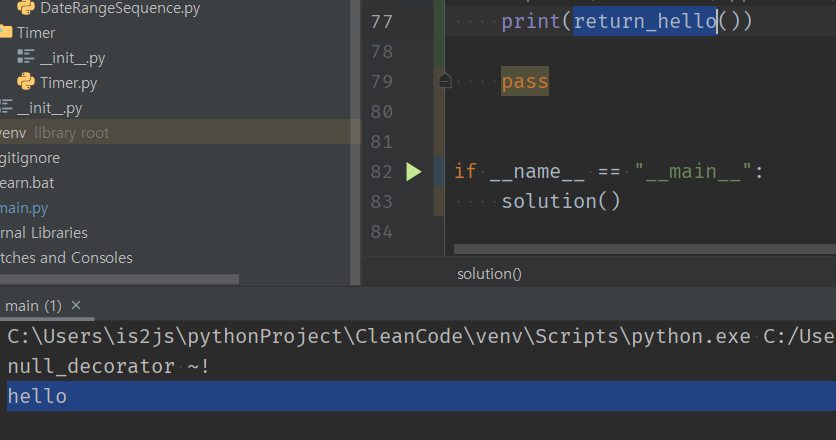 DateRangeSequence.py
Timer
__init__.py
Timer.py
__init__.py
venv library root
gitignore
earn.bat
main.py
rnal Libraries
tches and Consoles
77 print(return_hello())
78
79 pass
80
81
82 if __name__ == "__main__":
83 solution()
84
solution()
main (1) ×
C:\Users\is2js\pythonProject\CleanCode\venv\Scripts\python.exe C:/Use
null_decorator ~!
hello